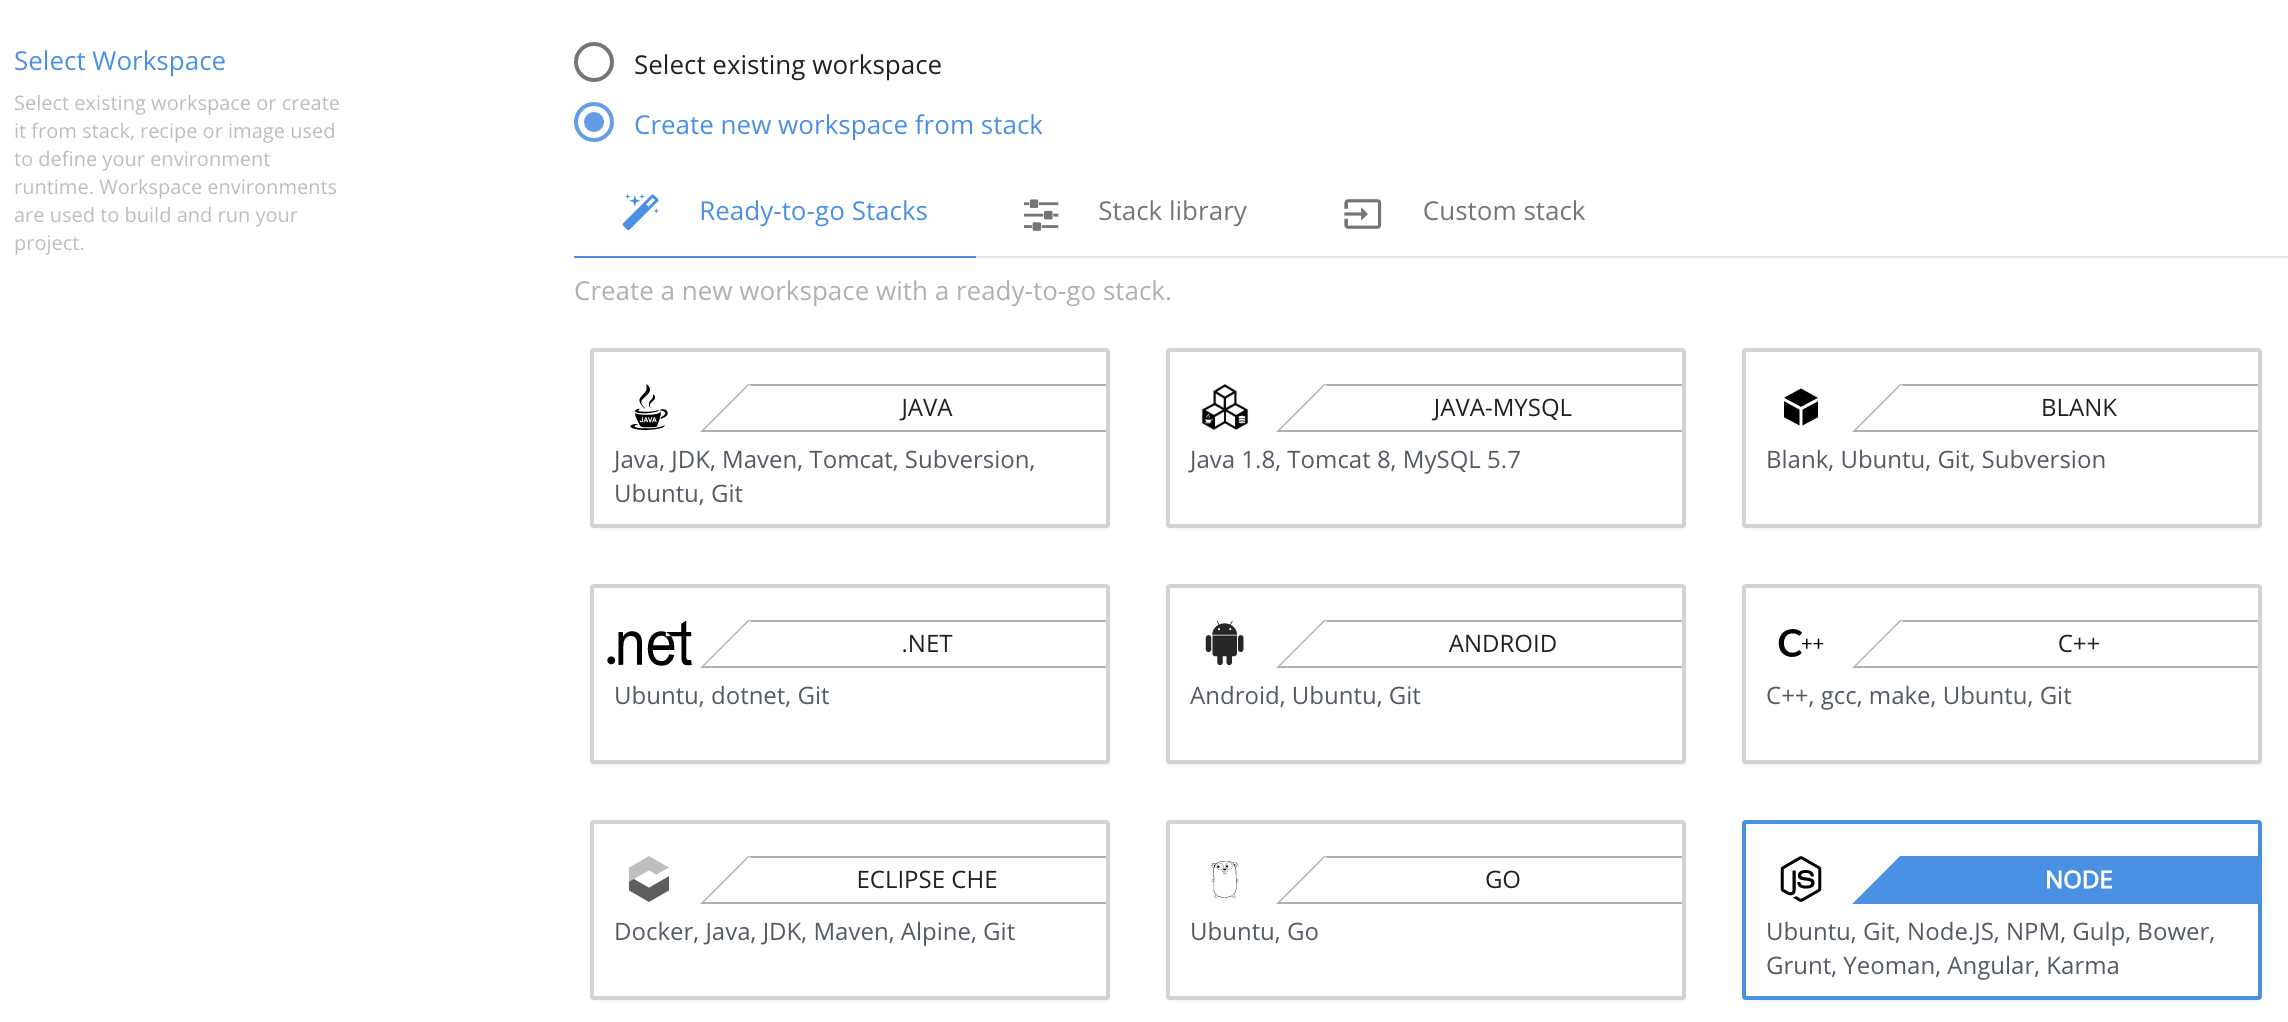 Select Workspace
Select existing workspace or create
it from stack, recipe or image used
to define your environment
runtime. Workspace environments
are used to build and run your
project.
Select existing workspace
Create new workspace from stack
Ready-to-go Stacks
Stack library
Custom stack
Create a new workspace with a ready-to-go stack.
JAVA
JAVA
Java, JDK, Maven, Tomcat, Subversion,
Ubuntu, Git
JAVA-MYSQL
Java 1.8, Tomcat 8, MySQL 5.7
BLANK
Blank, Ubuntu, Git, Subversion
.net
.NET
Ubuntu, dotnet, Git
ANDROID
Android, Ubuntu, Git
C++
C++
C++, gcc, make, Ubuntu, Git
ECLIPSE CHE
Docker, Java, JDK, Maven, Alpine, Git
GO
Ubuntu, Go
JS
NODE
Ubuntu, Git, Node.JS, NPM, Gulp, Bower,
Grunt, Yeoman, Angular, Karma